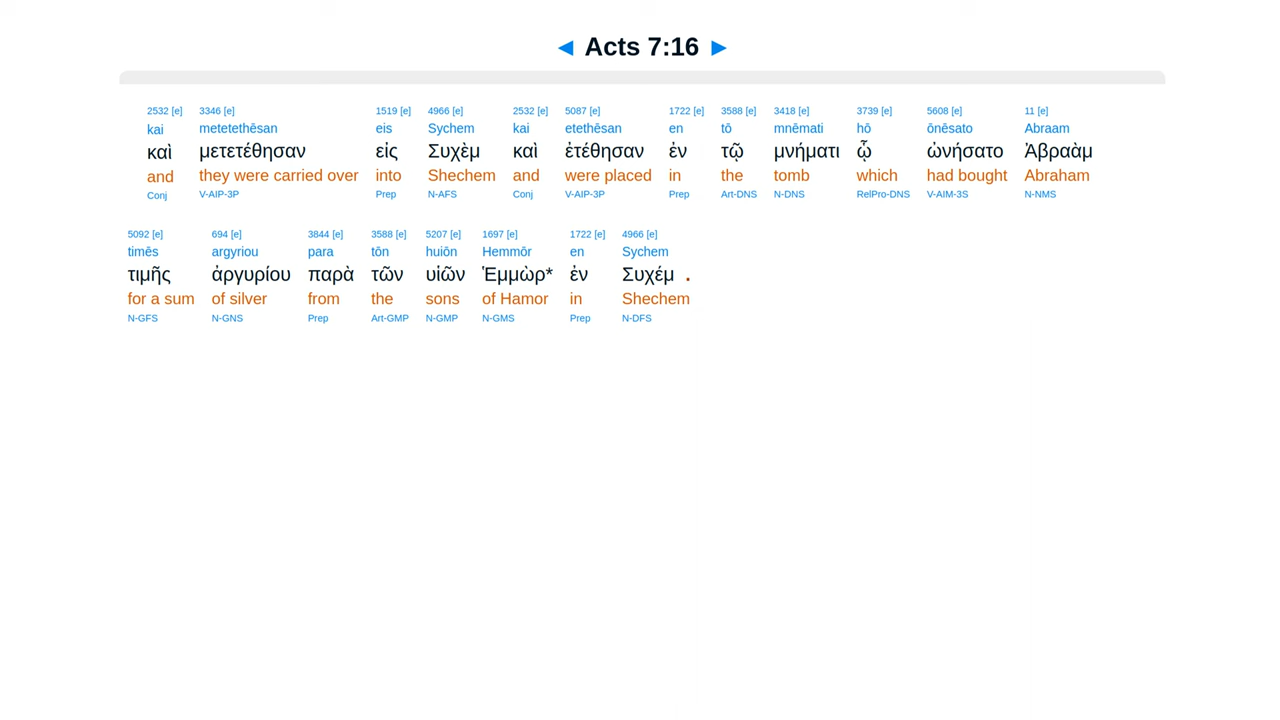 ◄ Acts 7:16 ►
2532 [e] 3346 [e] 1519 [e] 4966 [e] 2532 [e] 5087 [e] 1722 [e] 3588 [e] 3418 [e] 3739 [e] 5608 [e] 11 [e]
kai metetethēsan eis Sychem kai etethēsan en tō mnēmati hō ōnēsato Abraam
καὶ μετετέθησαν εἰς Συχὲμ καὶ ἐτέθησαν ἐν τῷ μνήματι ᾧ ὠνήσατο Ἀβραὰμ
and they were carried over into Shechem and were placed in the tomb which had bought Abraham
Conj V-AIP-3P Prep N-AFS Conj V-AIP-3P Prep Art-DNS N-DNS RelPro-DNS V-AIM-3S N-NMS
5092 [e] 694 [e] 3844 [e] 3588 [e] 5207 [e] 1697 [e] 1722 [e] 4966 [e]
timēs argyriou para tōn huiōn Hemmōr en Sychem
τιμῆς ἀργυρίου παρὰ τῶν υἱῶν Ἑμμὼρ* ἐν Συχέμ .
for a sum of silver from the sons of Hamor in Shechem
N-GFS N-GNS Prep Art-GMP N-GMP N-GMS Prep N-DFS